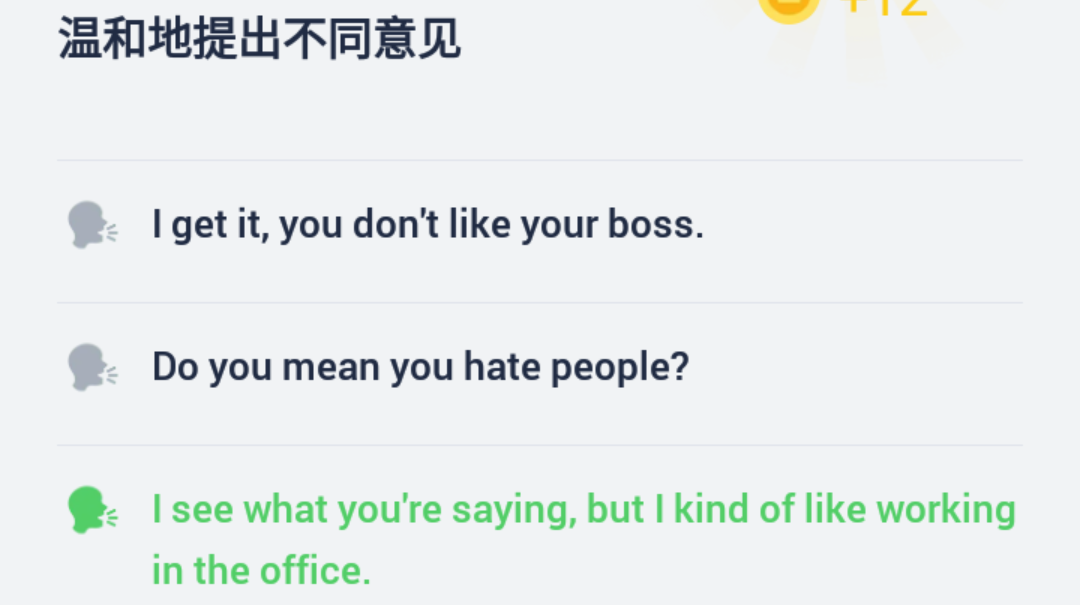 温和地提出不同意见
+12
I get it, you don't like your boss.
Do you mean you hate people?
I see what you're saying, but I kind of like working
in the office.